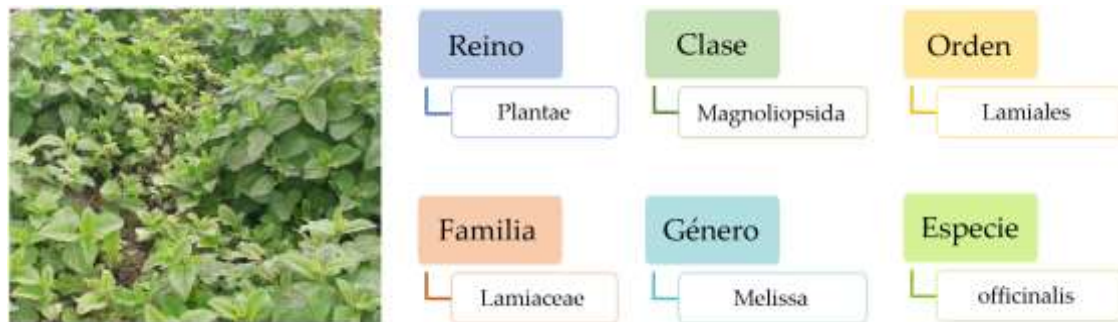 Reino
Plantae
Clase
Magnoliopsida
Orden
Lamiales
Familia
Lamiaceae
Género
Melissa
Especie
officinalis